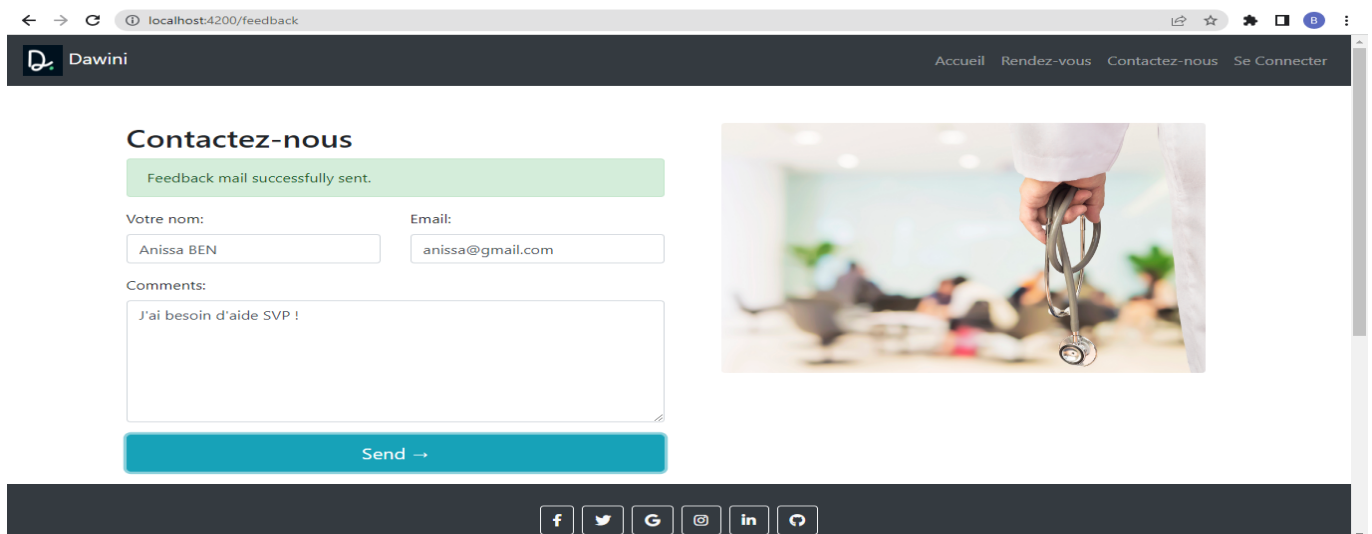 localhost:4200/feedback
B
D. Dawini
Accueil Rendez-vous Contactez-nous Se Connecter
Contactez-nous
Feedback mail successfully sent.
Votre nom: Email:
Anissa BEN anissa@gmail.com
Comments:
J'ai besoin d'aide SVP !
Send →